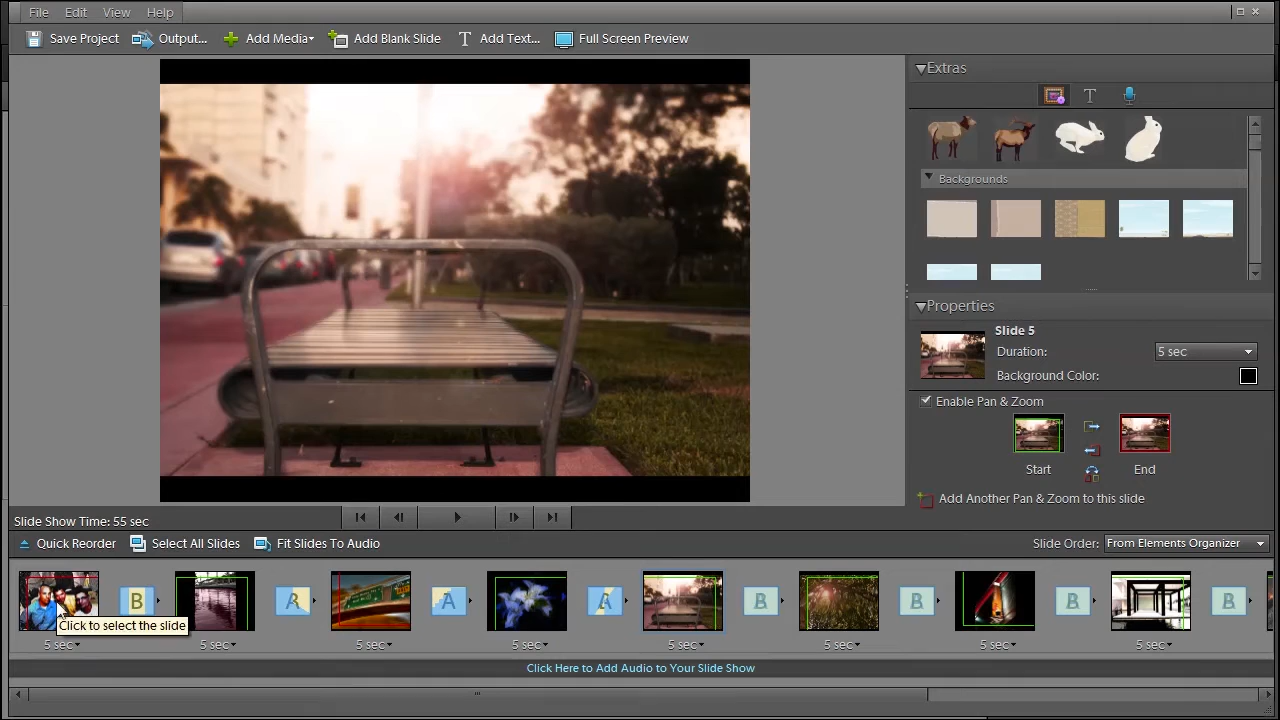 File Edit View Help
Save Project Output... Add Media Add Blank Slide T Add Text... Full Screen Preview
Extras
T
Backgrounds
Properties
Slide 5
Duration: 5 sec
Background Color:
Enable Pan & Zoom
Start End
Add Another Pan & Zoom to this slide
Slide Show Time: 55 sec
Quick Reorder Select All Slides Fit Slides To Audio Slide Order: From Elements Organizer
B A A A B B B B
Click to select the slide
5 sec 5 sec 5 sec 5 sec 5 sec 5 sec 5 sec 5 sec
Click Here to Add Audio to Your Slide Show